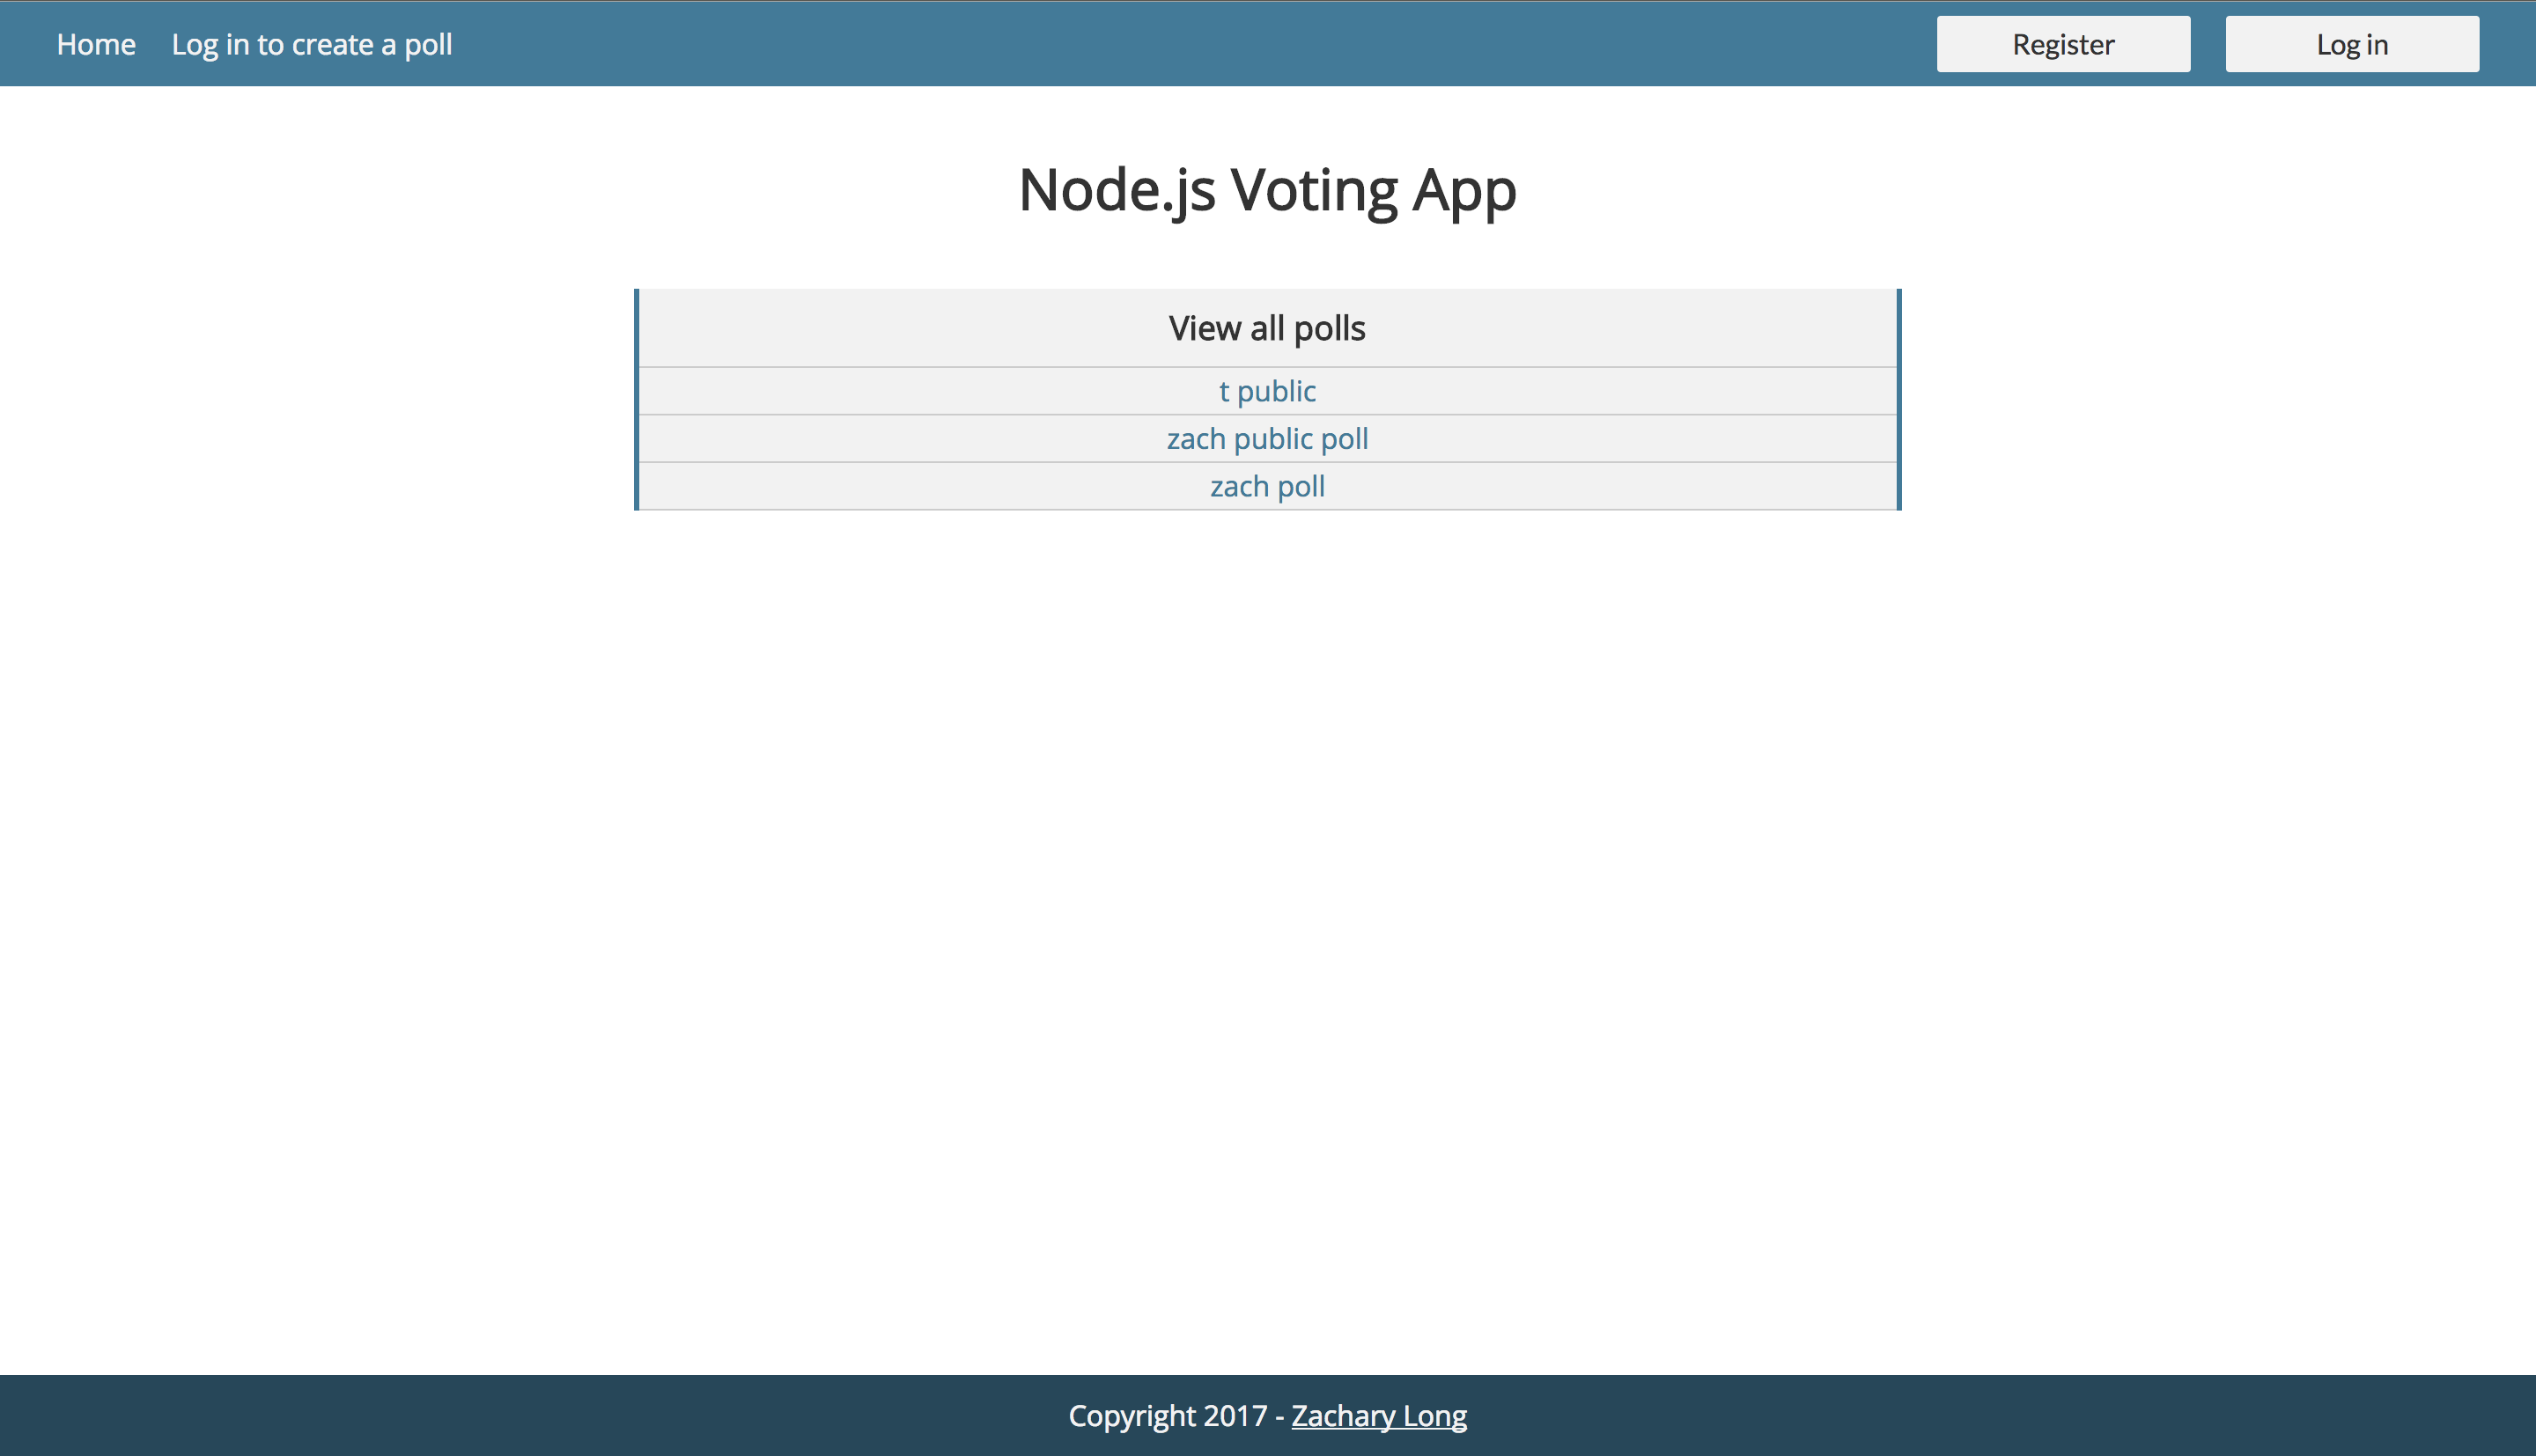 Home Log in to create a poll Register Log in
Node.js Voting App
View all polls
t public
zach public poll
zach poll
Copyright 2017 - Zachary Long